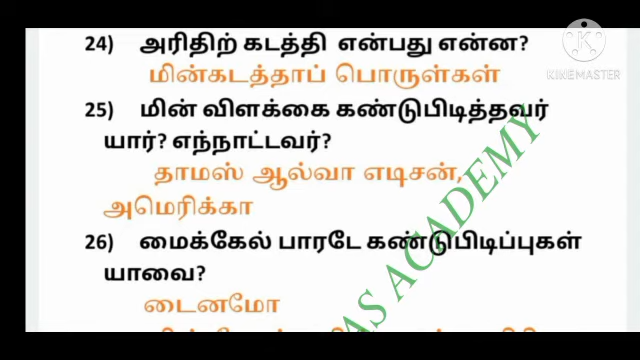 24) அரிதிற் கடத்தி என்பது என்ன?
மின்கடத்தாப் பொருள்கள்
25) மின் விளக்கை கண்டுபிடித்தவர்
யார்? எந்நாட்டவர்?
தாமஸ் ஆல்வா எடிசன்,
அமெரிக்கா
26) மைக்கேல் பாரடே கண்டுபிடிப்புகள்
யாவை?
டைனமோ
AS ACADEMY
KINEMASTER